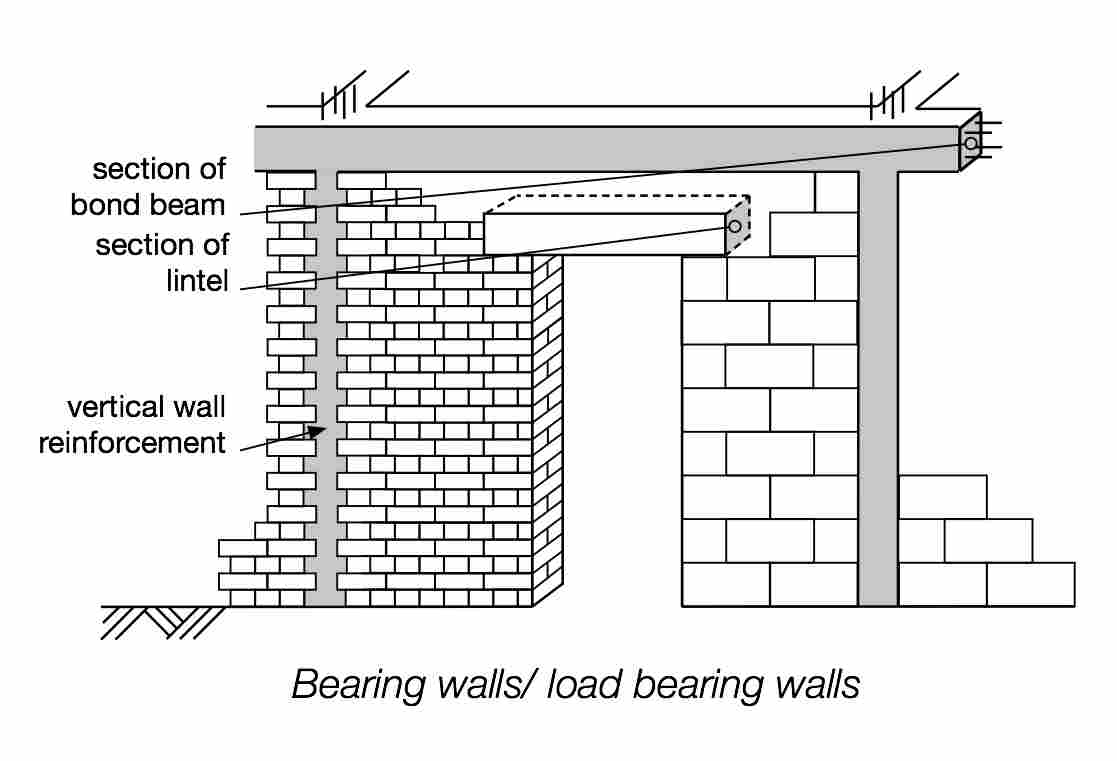 section of
bond beam
section of
lintel
vertical wall
reinforcement
Bearing walls/ load bearing walls